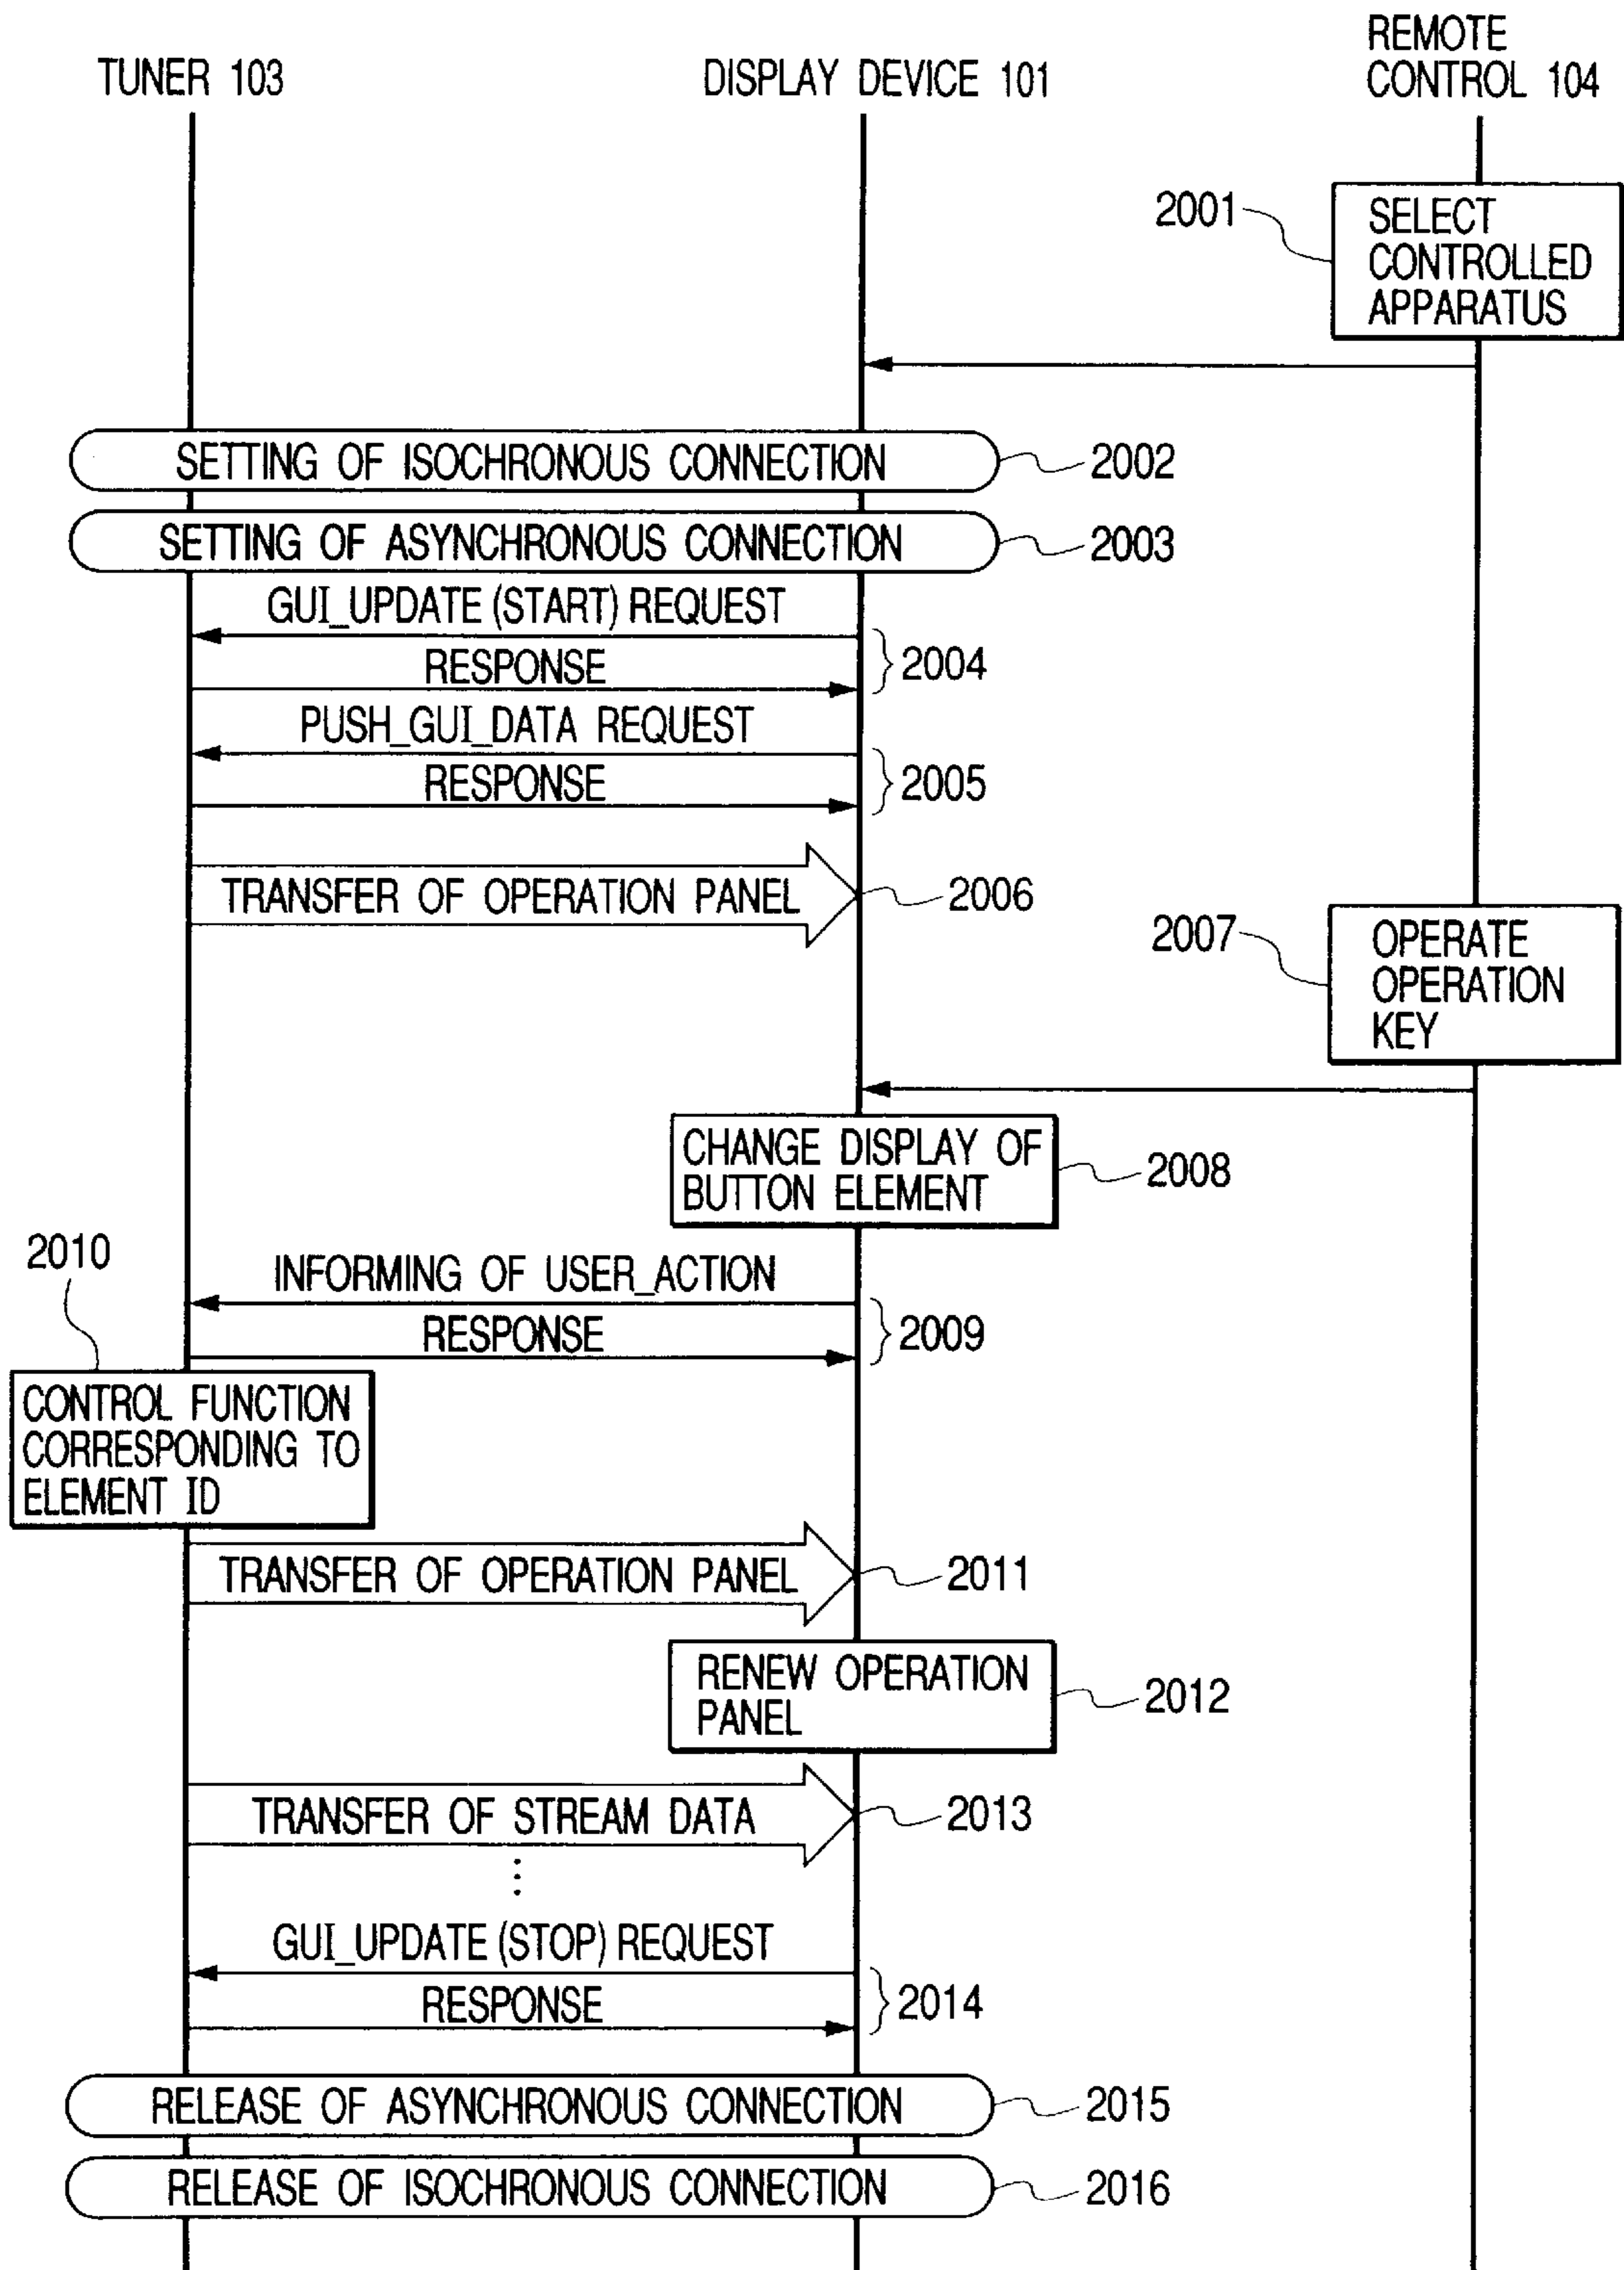 TUNER 103
DISPLAY DEVICE 101
REMOTE
CONTROL 104
2001
SELECT
CONTROLLED
APPARATUS
SETTING OF ISOCHRONOUS CONNECTION
2002
SETTING OF ASYNCHRONOUS CONNECTION
2003
GUI_UPDATE (START) REQUEST
RESPONSE
2004
PUSH_GUI_DATA REQUEST
RESPONSE
2005
TRANSFER OF OPERATION PANEL
2006
2007
OPERATE
OPERATION
KEY
CHANGE DISPLAY OF
BUTTON ELEMENT
2008
2010
INFORMING OF USER_ACTION
RESPONSE
2009
CONTROL FUNCTION
CORRESPONDING TO
ELEMENT ID
TRANSFER OF OPERATION PANEL
2011
RENEW OPERATION
PANEL
2012
TRANSFER OF STREAM DATA
2013
GUI_UPDATE (STOP) REQUEST
RESPONSE
2014
RELEASE OF ASYNCHRONOUS CONNECTION
2015
RELEASE OF ISOCHRONOUS CONNECTION
2016